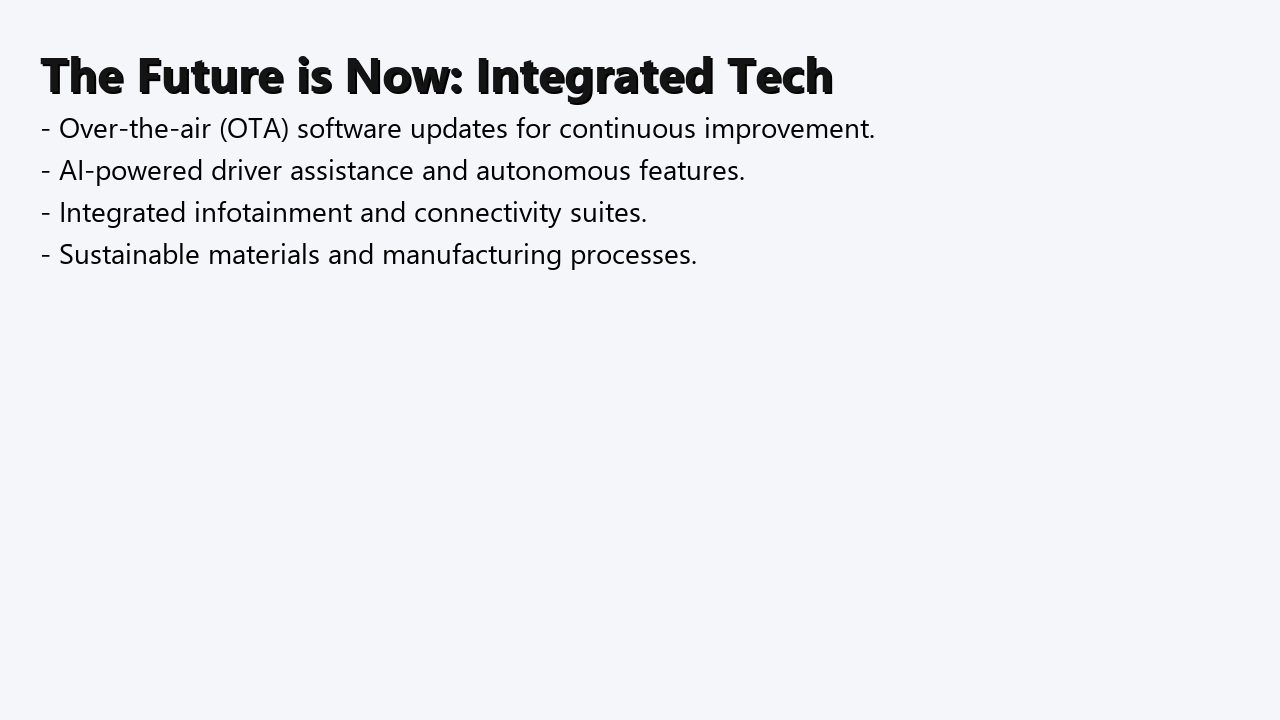 The Future is Now: Integrated Tech
- Over-the-air (OTA) software updates for continuous improvement.
- AI-powered driver assistance and autonomous features.
- Integrated infotainment and connectivity suites.
- Sustainable materials and manufacturing processes.